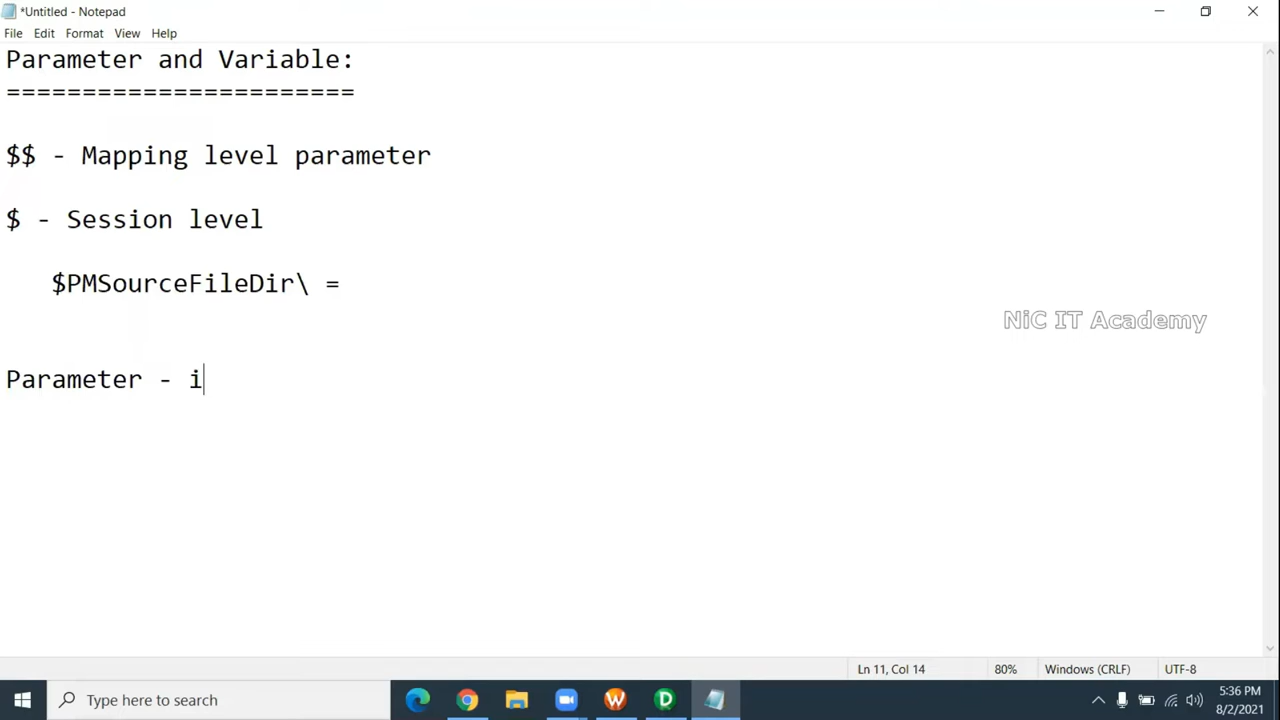 *Untitled - Notepad
File Edit Format View Help
Parameter and Variable:
=======================
$$ - Mapping level parameter
$ - Session level
$PMSourceFileDir\ =
NiC IT Academy
Parameter - i
Ln 11, Col 14 80% Windows (CRLF) UTF-8
Type here to search
5:36 PM
8/2/2021